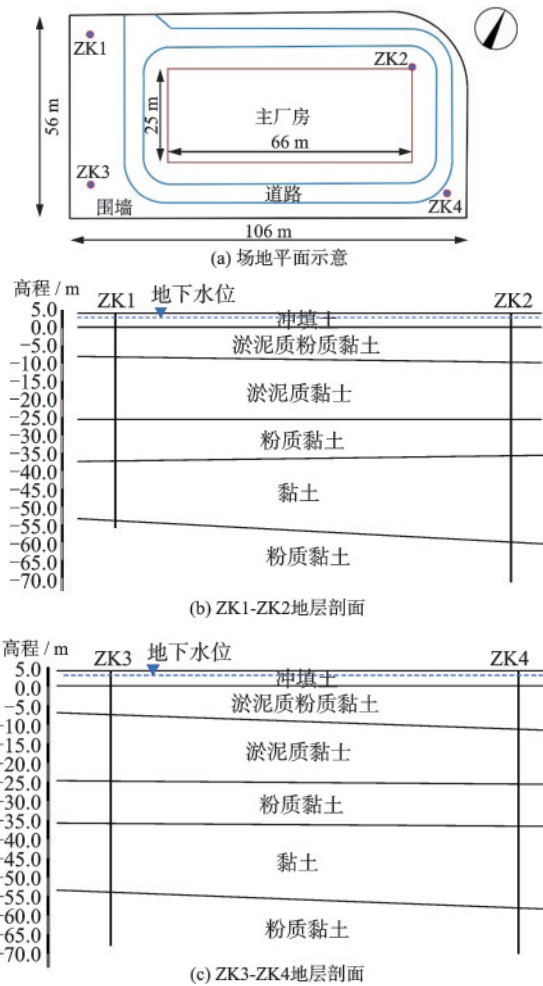 ZK1
ZK2
56 m
25 m
主厂房
66 m
ZK3
围墙
道路
ZK4
106 m
(a) 场地平面示意
高程 / m
ZK1
地下水位
ZK2
5.0
冲填土
0.0
淤泥质粉质黏土
−5.0
−10.0
−15.0
淤泥质黏土
−20.0
−25.0
−30.0
粉质黏土
−35.0
−40.0
−45.0
黏土
−50.0
−55.0
−60.0
粉质黏土
−65.0
−70.0
(b) ZK1-ZK2地层剖面
高程 / m
ZK3
地下水位
ZK4
5.0
冲填土
0.0
淤泥质粉质黏土
−5.0
−10.0
−15.0
淤泥质黏土
−20.0
−25.0
−30.0
粉质黏土
−35.0
−40.0
−45.0
黏土
−50.0
−55.0
−60.0
粉质黏土
−65.0
−70.0
(c) ZK3-ZK4地层剖面